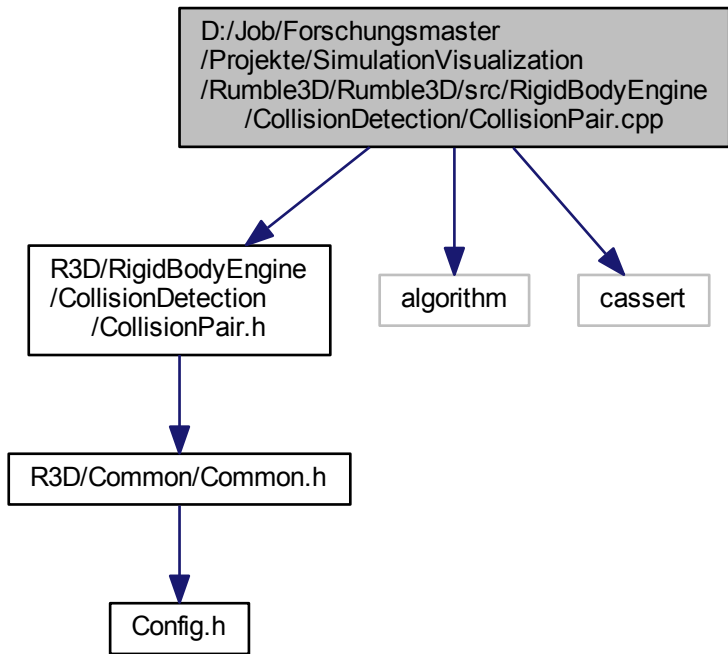 D:/Job/Forschungsmaster
/Projekte/SimulationVisualization
/Rumble3D/Rumble3D/src/RigidBodyEngine
/CollisionDetection/CollisionPair.cpp
R3D/RigidBodyEngine
/CollisionDetection
/CollisionPair.h
algorithm
cassert
R3D/Common/Common.h
Config.h